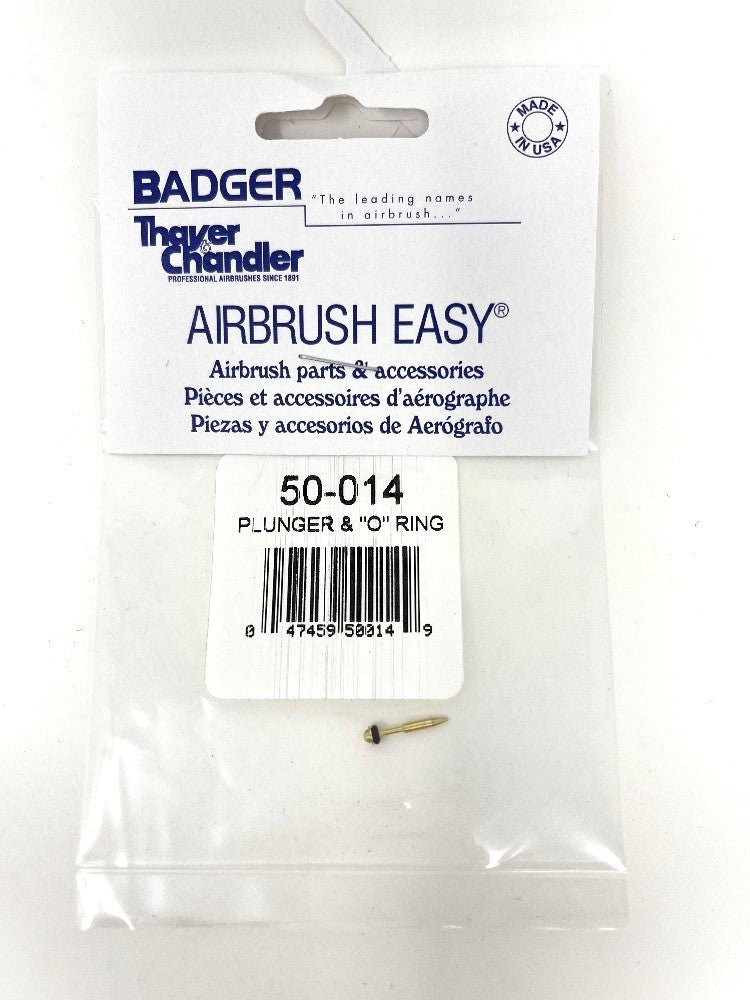 MADE
IN USA
BADGER
"The leading names
in airbrush..."
Thayer
&
Chandler
PROFESSIONAL AIRBRUSHES SINCE 1891
AIRBRUSH EASY®
Airbrush parts & accessories
Pièces et accessoires d'aérographe
Piezas y accesorios de Aerógrafo
50-014
PLUNGER & "O" RING
0 47459 50014 9